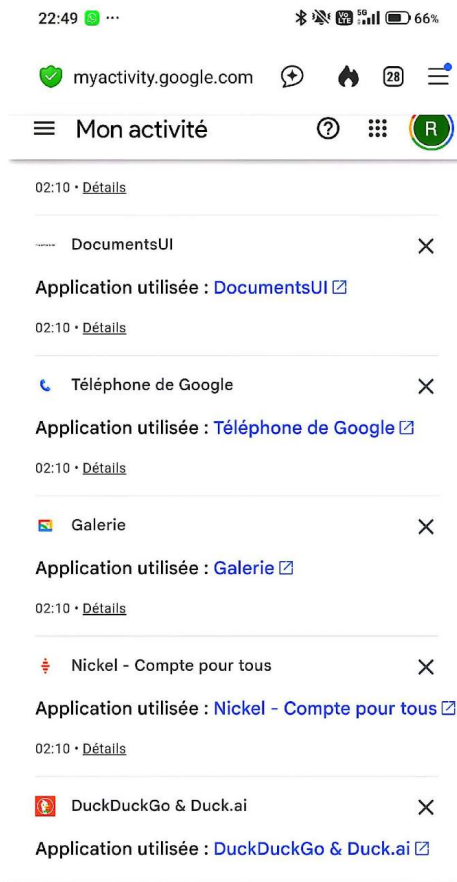 22:49 ...
5G 66%
myactivity.google.com 28
Mon activité R
02:10 • Détails
DocumentsUI
Application utilisée : DocumentsUI
02:10 • Détails
Téléphone de Google
Application utilisée : Téléphone de Google
02:10 • Détails
Galerie
Application utilisée : Galerie
02:10 • Détails
Nickel - Compte pour tous
Application utilisée : Nickel - Compte pour tous
02:10 • Détails
DuckDuckGo & Duck.ai
Application utilisée : DuckDuckGo & Duck.ai